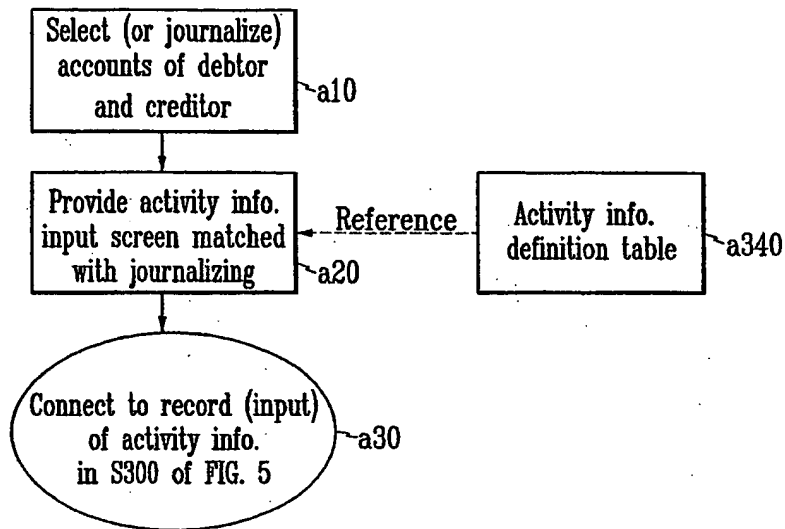 Select (or journalize)
accounts of debtor
and creditor
a10
Provide activity info.
input screen matched
with journalizing
a20
Reference
Activity info.
definition table
a340
Connect to record (input)
of activity info.
in S300 of FIG. 5
a30